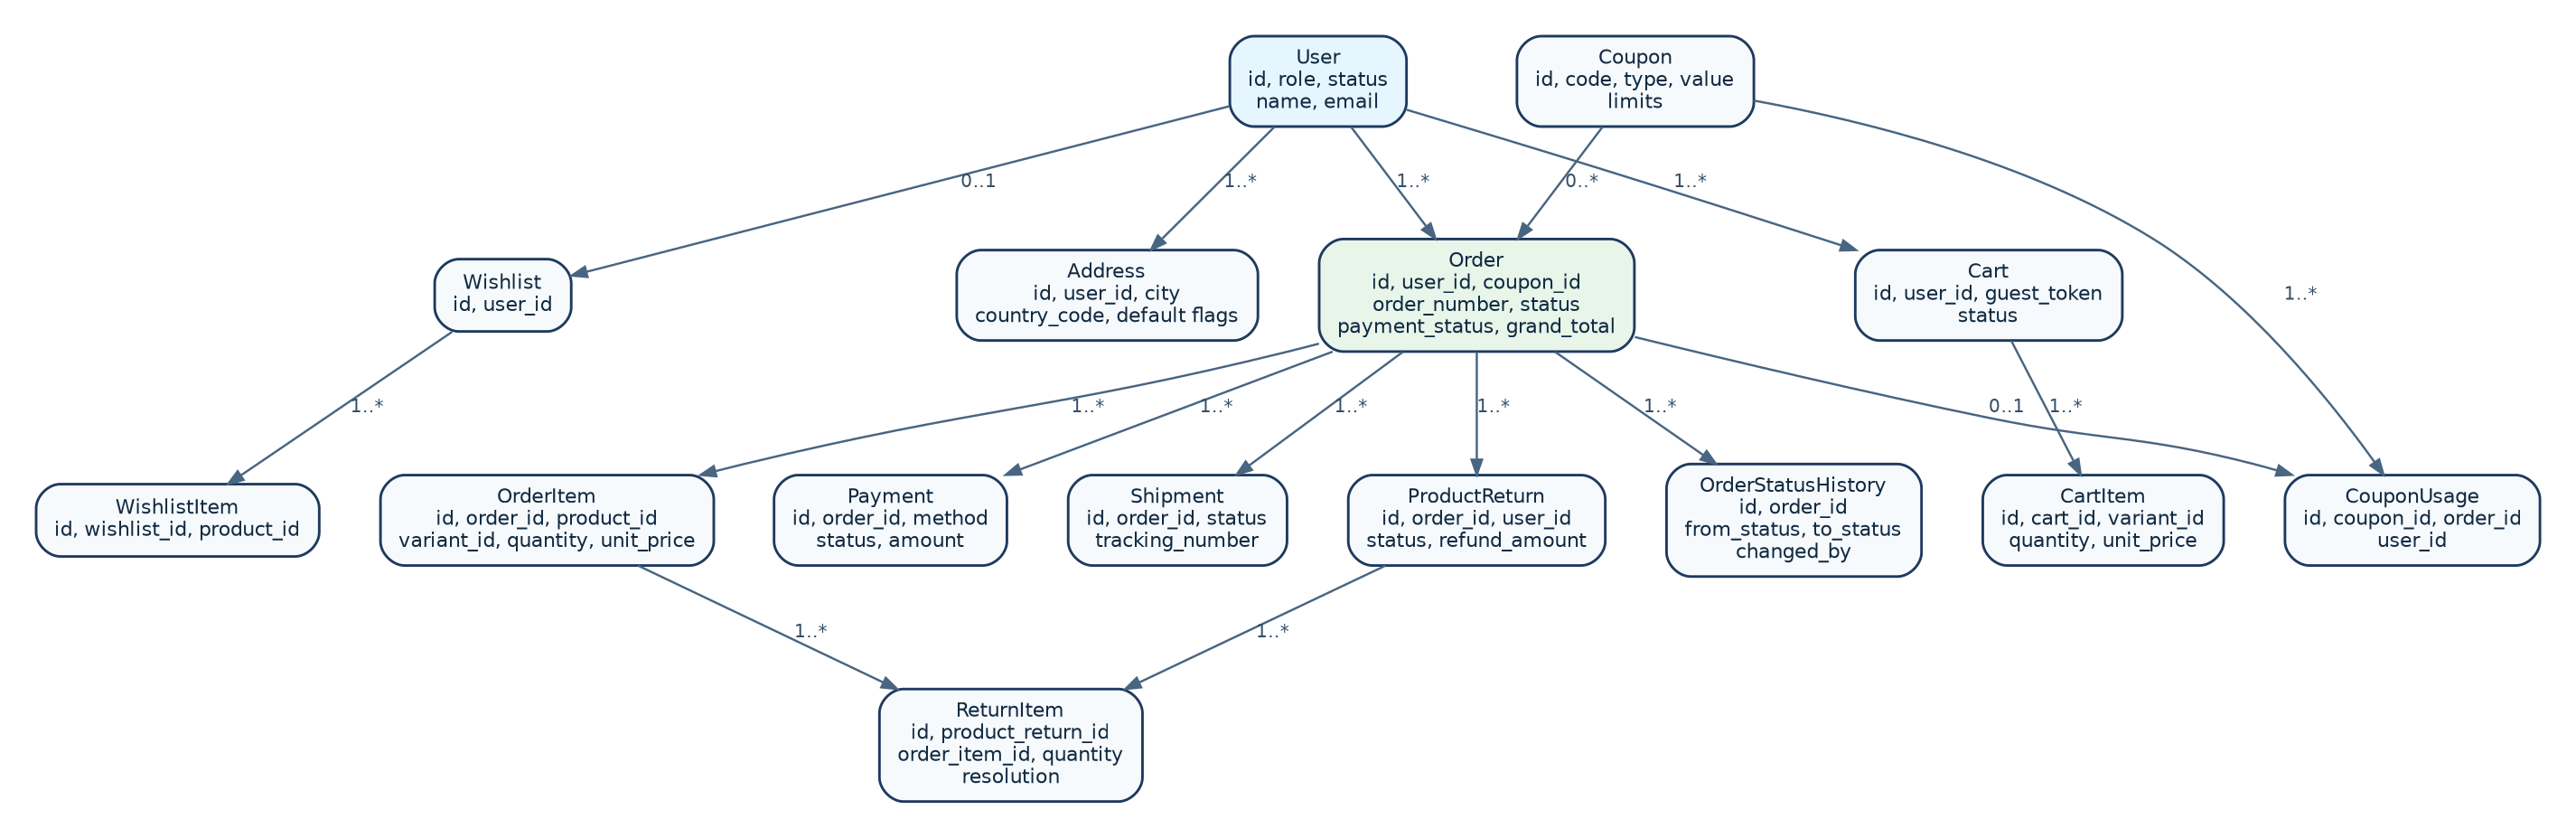 User
id, role, status
name, email
Coupon
id, code, type, value
limits
0..1
1..*
1..*
0..*
1..*
1..*
Wishlist
id, user_id
Address
id, user_id, city
country_code, default flags
Order
id, user_id, coupon_id
order_number, status
payment_status, grand_total
Cart
id, user_id, guest_token
status
1..*
1..*
1..*
1..*
1..*
1..*
0..1
1..*
WishlistItem
id, wishlist_id, product_id
OrderItem
id, order_id, product_id
variant_id, quantity, unit_price
Payment
id, order_id, method
status, amount
Shipment
id, order_id, status
tracking_number
ProductReturn
id, order_id, user_id
status, refund_amount
OrderStatusHistory
id, order_id
from_status, to_status
changed_by
CartItem
id, cart_id, variant_id
quantity, unit_price
CouponUsage
id, coupon_id, order_id
user_id
1..*
1..*
ReturnItem
id, product_return_id
order_item_id, quantity
resolution